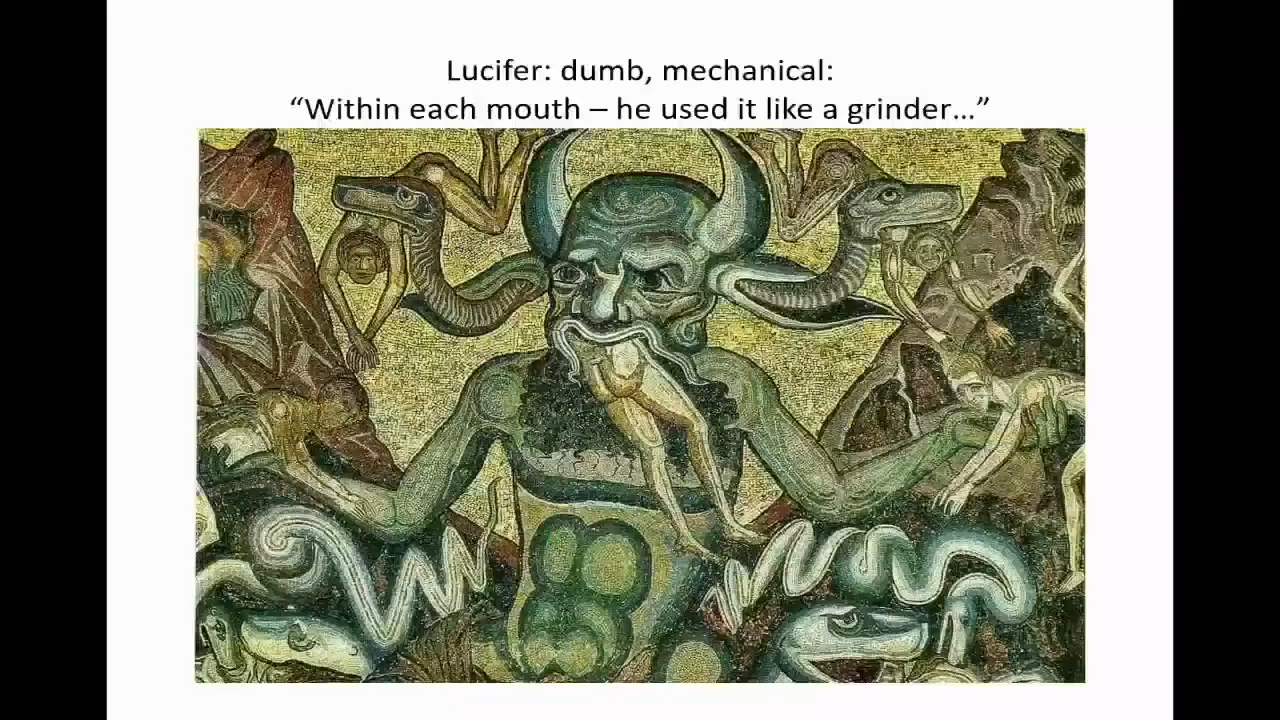 Lucifer: dumb, mechanical:
“Within each mouth – he used it like a grinder…”